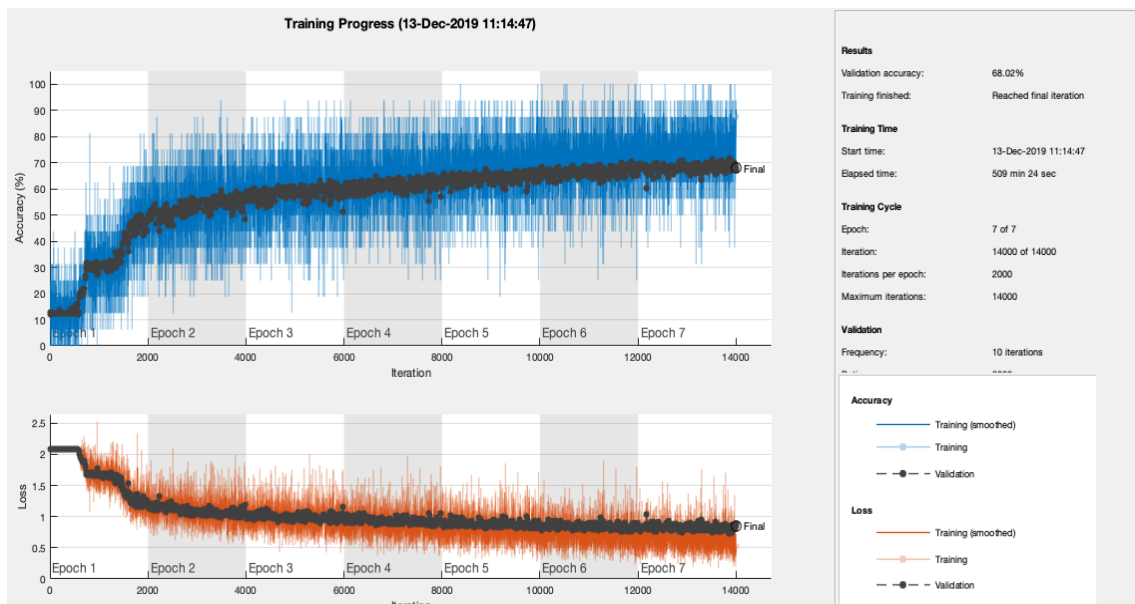 Training Progress (13-Dec-2019 11:14:47)
100
90
80
70
60
50
40
30
20
10
0
Accuracy (%)
Final
Epoch 1
Epoch 2
Epoch 3
Epoch 4
Epoch 5
Epoch 6
Epoch 7
0
2000
4000
6000
8000
10000
12000
14000
Iteration
2.5
2
1.5
1
0.5
0
Loss
Final
Epoch 1
Epoch 2
Epoch 3
Epoch 4
Epoch 5
Epoch 6
Epoch 7
0
2000
4000
6000
8000
10000
12000
14000
Results
Validation accuracy: 68.02%
Training finished: Reached final iteration
Training Time
Start time: 13-Dec-2019 11:14:47
Elapsed time: 509 min 24 sec
Training Cycle
Epoch: 7 of 7
Iteration: 14000 of 14000
Iterations per epoch: 2000
Maximum iterations: 14000
Validation
Frequency: 10 iterations
Accuracy
Training (smoothed)
Training
Validation
Loss
Training (smoothed)
Training
Validation